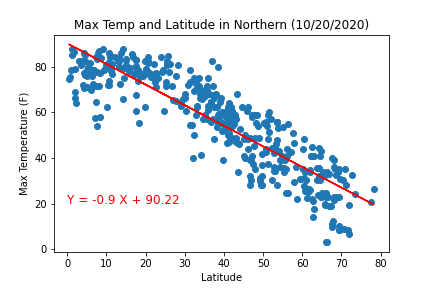 Max Temp and Latitude in Northern (10/20/2020)
Max Temperature (F)
80
60
40
20
0
Y = -0.9 X + 90.22
0 10 20 30 40 50 60 70 80
Latitude